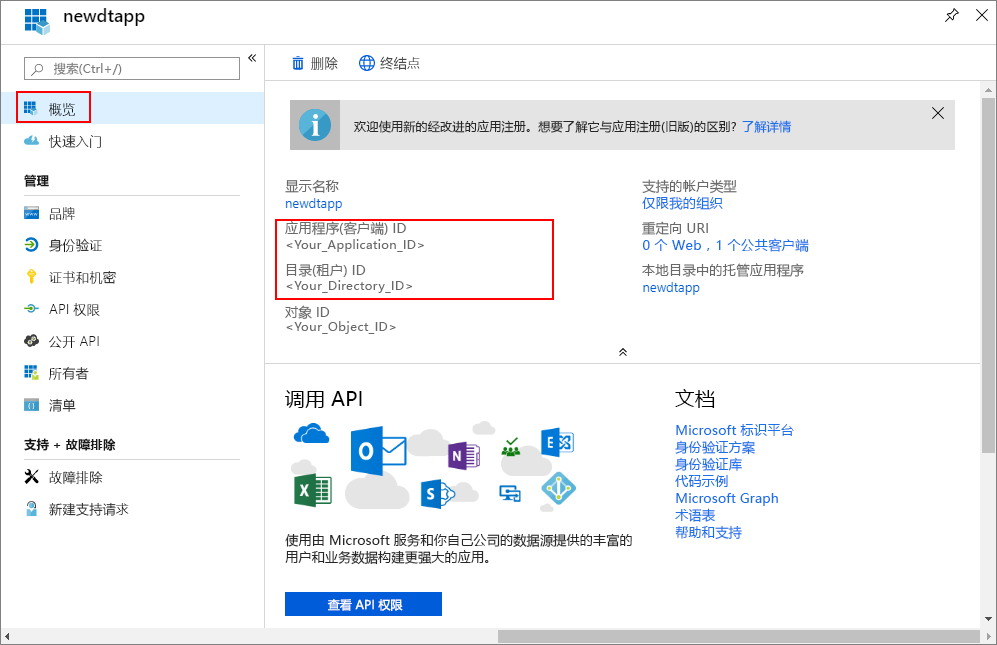 newdtapp
搜索(Ctrl+/)
概览
快速入门
管理
品牌
身份验证
证书和机密
API 权限
公开 API
所有者
清单
支持 + 故障排除
故障排除
新建支持请求
删除 终结点
欢迎使用新的经改进的应用注册。想要了解它与应用注册(旧版)的区别? 了解详情
显示名称
newdtapp
应用程序(客户端) ID
<Your_Application_ID>
目录(租户) ID
<Your_Directory_ID>
对象 ID
<Your_Object_ID>
支持的帐户类型
仅限我的组织
重定向 URI
0 个 Web，1 个公共客户端
本地目录中的托管应用程序
newdtapp
调用 API
使用由 Microsoft 服务和你自己公司的数据源提供的丰富的
用户和业务数据构建更强大的应用。
查看 API 权限
文档
Microsoft 标识平台
身份验证方案
身份验证库
代码示例
Microsoft Graph
术语表
帮助和支持